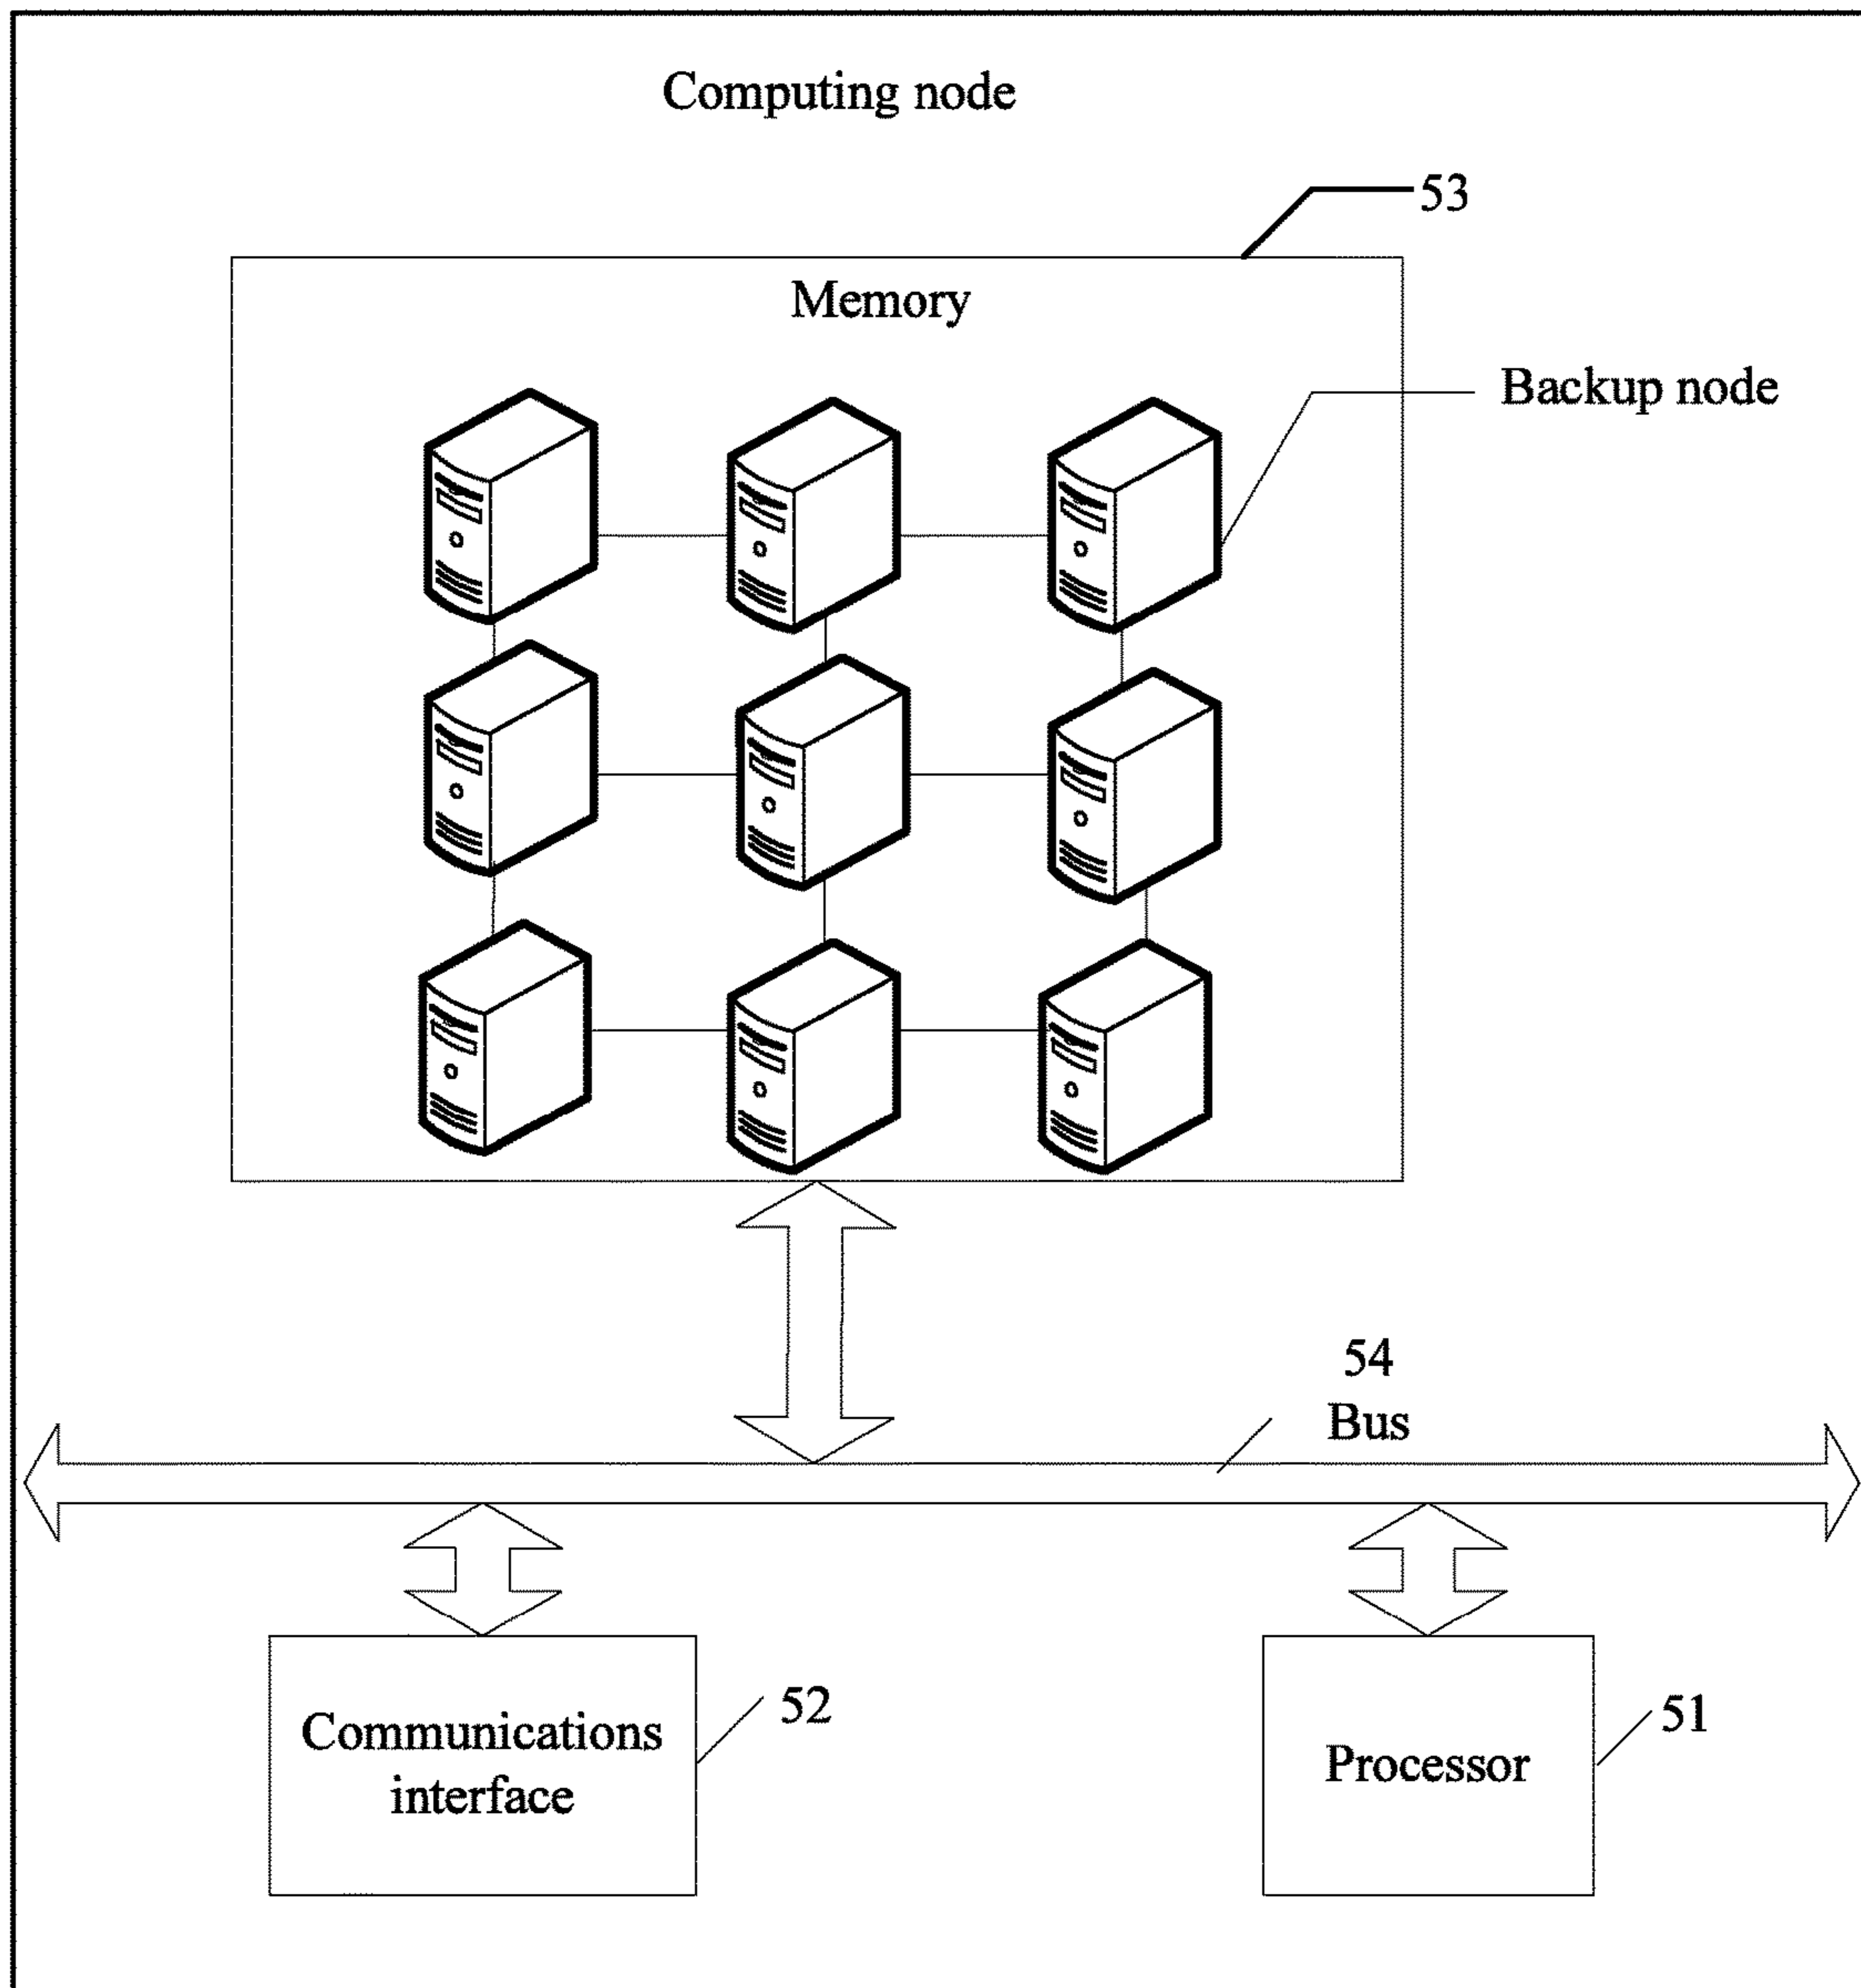 Computing node
53
Memory
Backup node
54
Bus
52
Communications
interface
51
Processor